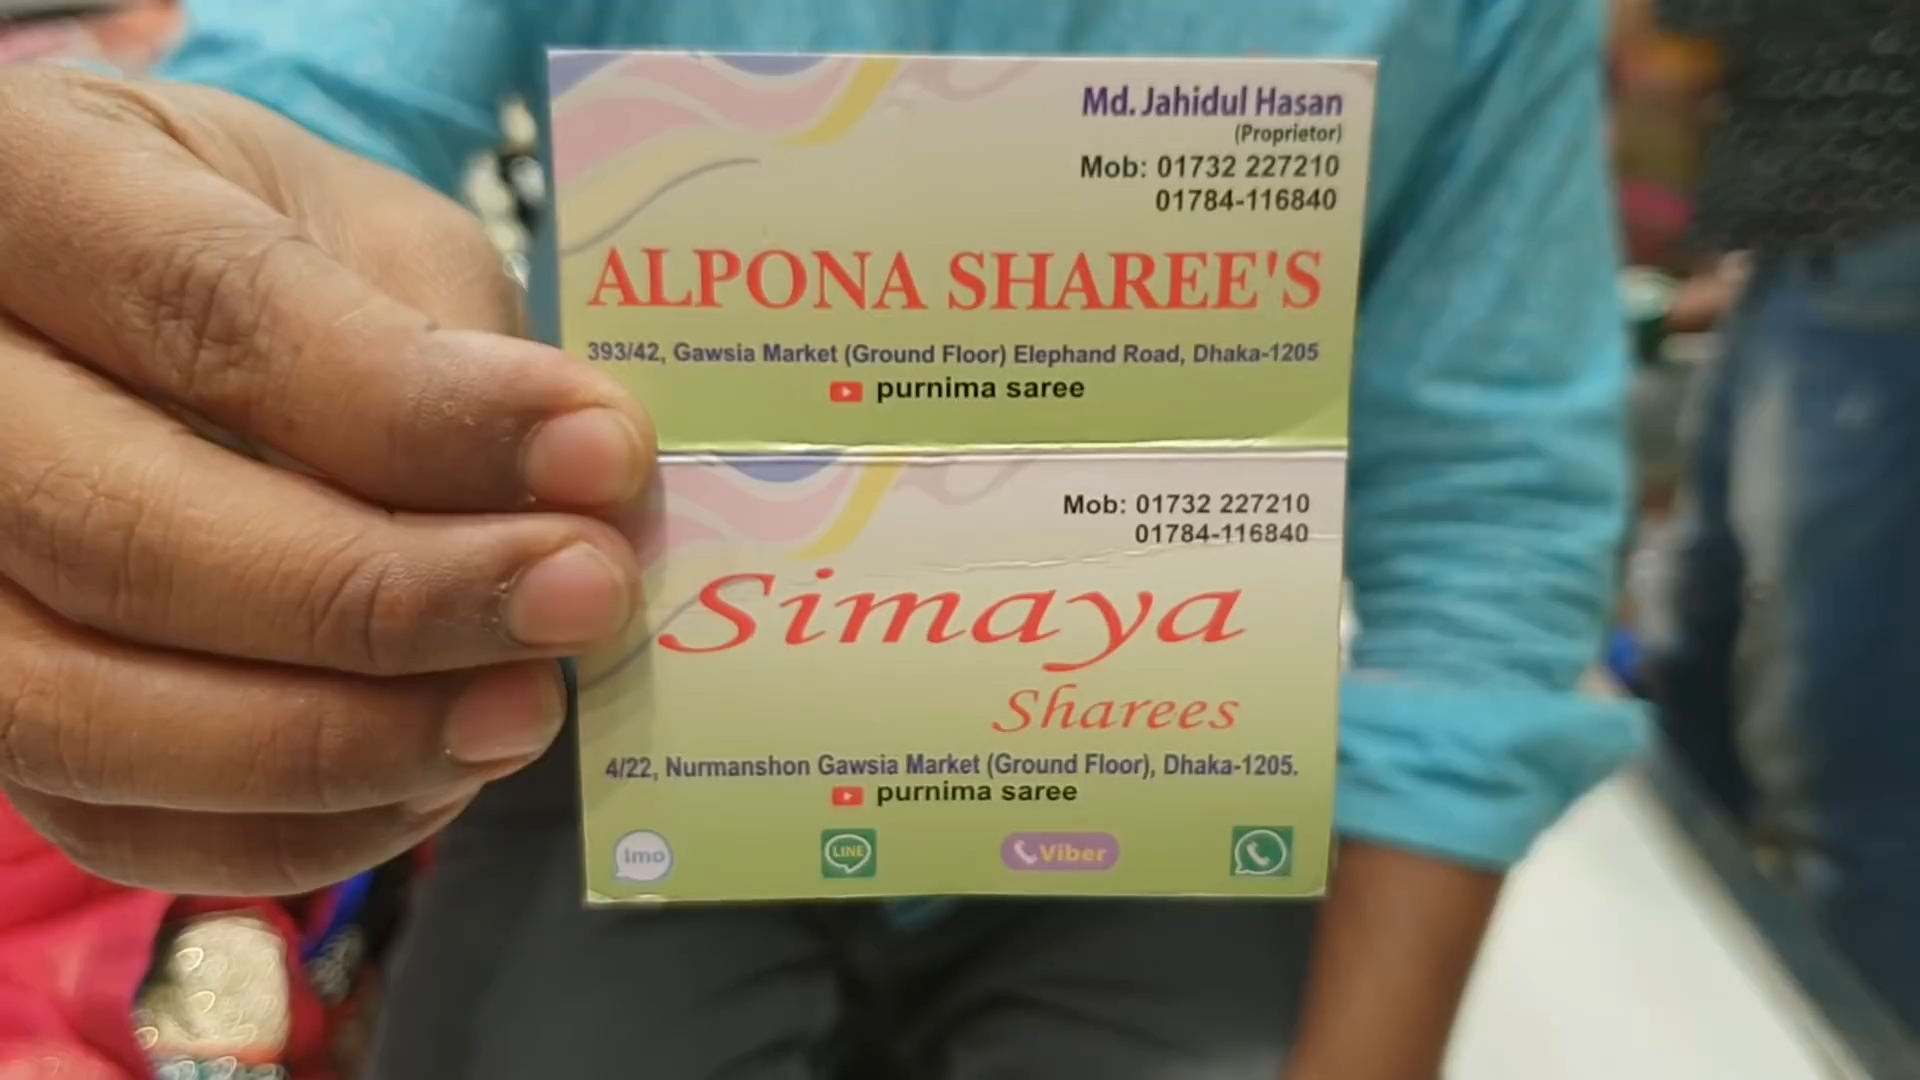 Md. Jahidul Hasan
(Proprietor)
Mob: 01732 227210
01784-116840
ALPONA SHAREE'S
393/42, Gawsia Market (Ground Floor) Elephand Road, Dhaka-1205
purnima saree
Mob: 01732 227210
01784-116840
Simaya
Sharees
4/22, Nurmanshon Gawsia Market (Ground Floor), Dhaka-1205.
purnima saree
imo LINE Viber